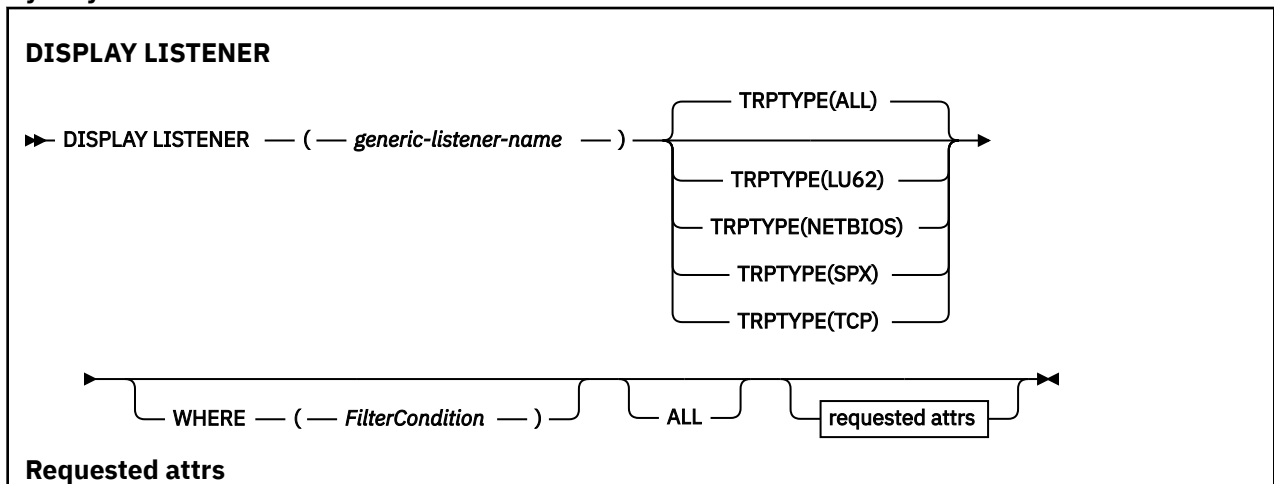 DISPLAY LISTENER
TRPTYPE(ALL)
DISPLAY LISTENER ( generic-listener-name )
TRPTYPE(LU62)
TRPTYPE(NETBIOS)
TRPTYPE(SPX)
TRPTYPE(TCP)
WHERE ( FilterCondition ) ALL requested attrs
Requested attrs